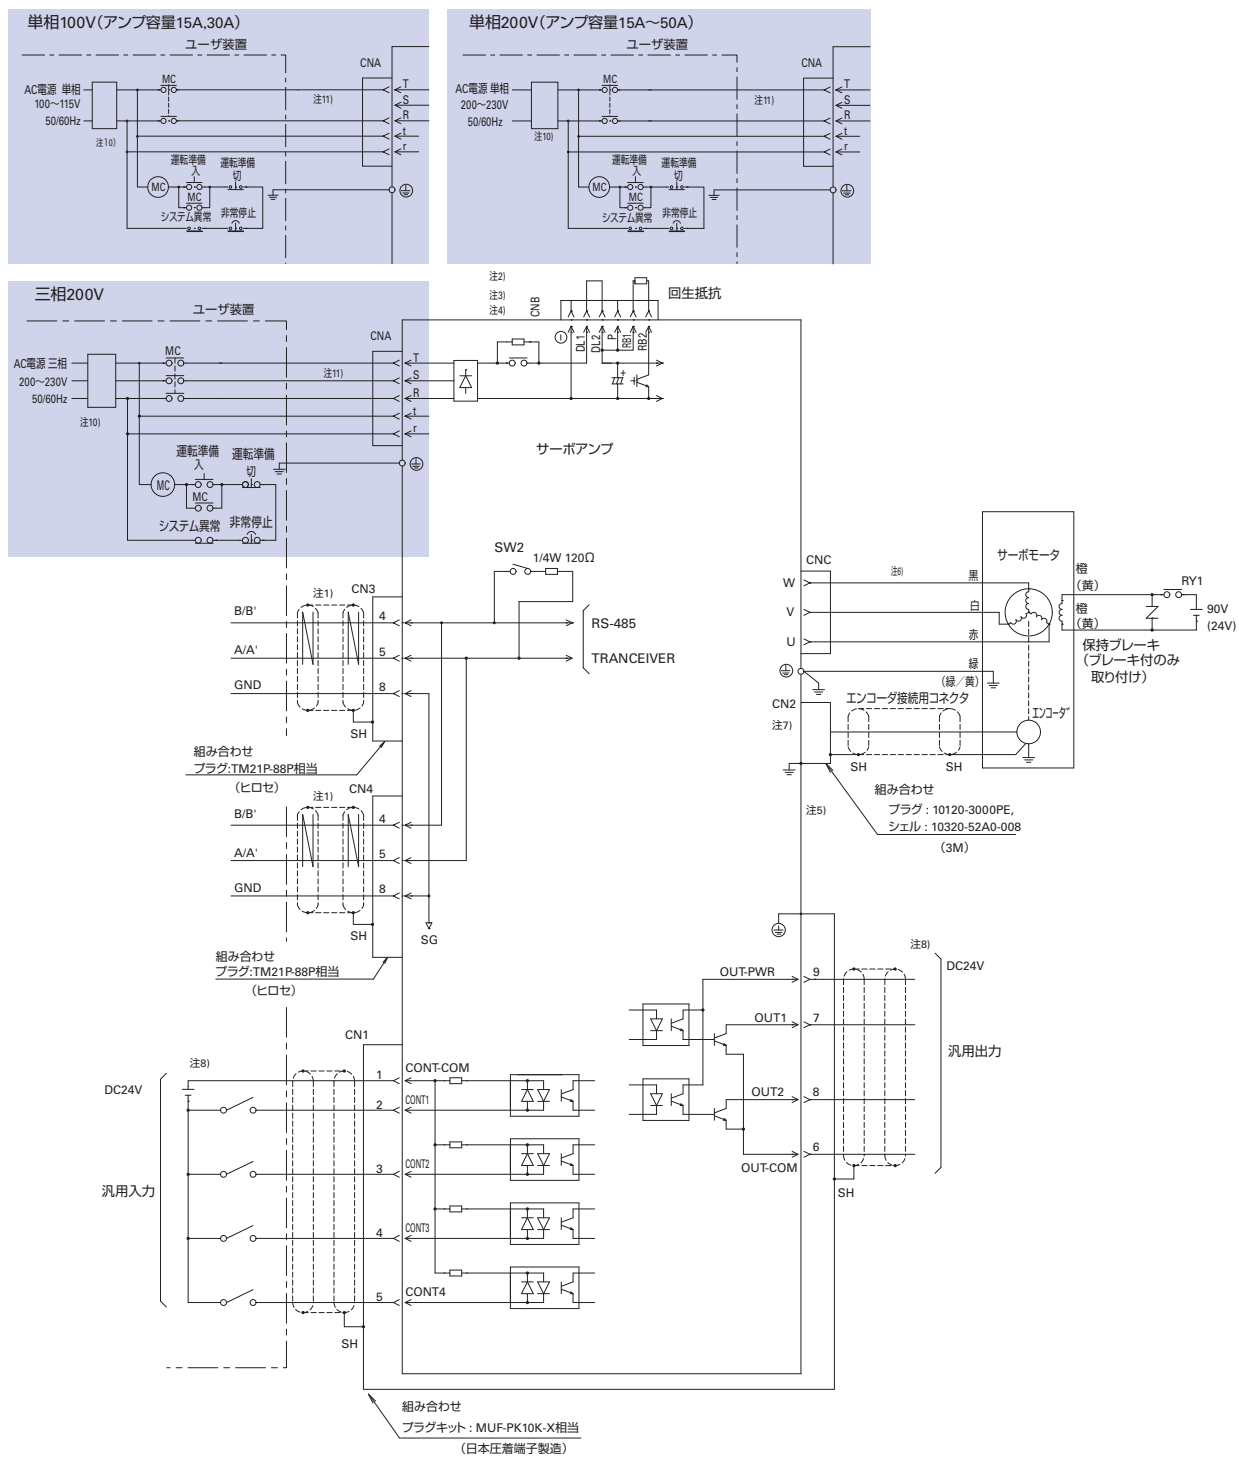 単相100V(アンプ容量15A,30A)
ユーザ装置
CNA
AC電源 単相
100～115V
50/60Hz
MC
注10)
注11)
T
S
R
t
r
運転準備
入
運転準備
切
MC
MC
システム異常
非常停止
単相200V(アンプ容量15A～50A)
ユーザ装置
CNA
AC電源 単相
200～230V
50/60Hz
MC
注10)
注11)
T
S
R
t
r
運転準備
入
運転準備
切
MC
MC
システム異常
非常停止
三相200V
ユーザ装置
CNA
AC電源 三相
200～230V
50/60Hz
MC
注10)
注11)
T
S
R
t
r
運転準備
入
運転準備
切
MC
MC
システム異常
非常停止
注2)
注3)
注4)
CNB
回生抵抗
DL1
DL2
P
RB1
RB2
サーボアンプ
SW2
1/4W 120Ω
RS-485
TRANCEIVER
CN3
注1)
B/B'
4
A/A'
5
GND
8
SH
組み合わせ
プラグ:TM21P-88P相当
(ヒロセ)
CN4
注1)
B/B'
4
A/A'
5
GND
8
SH
SG
組み合わせ
プラグ:TM21P-88P相当
(ヒロセ)
CNC
W
V
U
注6)
黒
白
赤
緑
(緑／黄)
サーボモータ
橙
(黄)
橙
(黄)
RY1
90V
(24V)
保持ブレーキ
(ブレーキ付のみ
取り付け)
CN2
注7)
エンコーダ接続用コネクタ
エンコーダ
SH
SH
組み合わせ
プラグ : 10120-3000PE,
シェル : 10320-52A0-008
(3M)
注5)
注8)
DC24V
OUT-PWR
9
OUT1
7
OUT2
8
OUT-COM
6
SH
汎用出力
CN1
注8)
DC24V
汎用入力
1
CONT-COM
2
CONT1
3
CONT2
4
CONT3
5
CONT4
SH
組み合わせ
プラグキット : MUF-PK10K-X相当
(日本圧着端子製造)